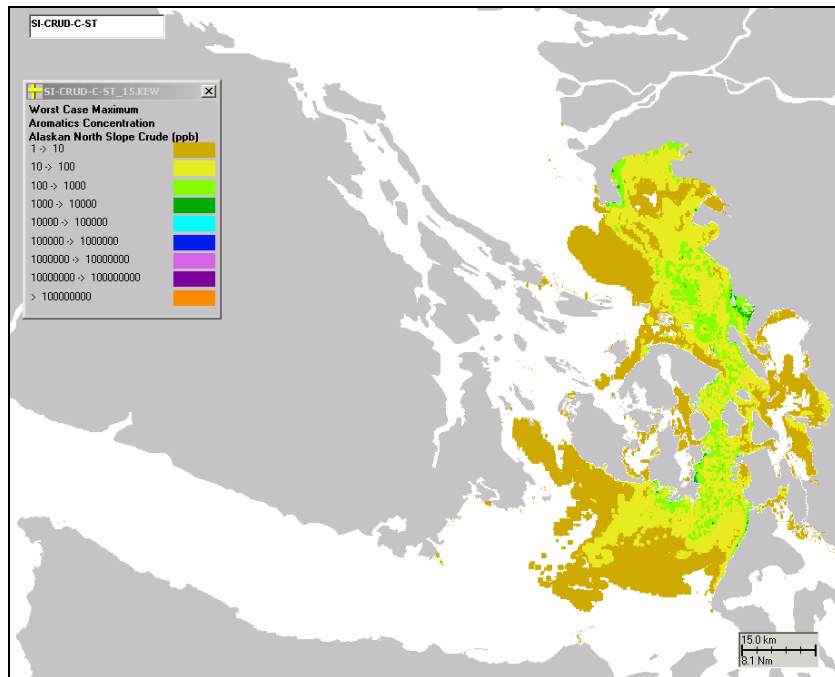 SI-CRUD-C-ST
SI-CRUD-C-ST_15.KEW
Worst Case Maximum
Aromatics Concentration
Alaskan North Slope Crude (ppb)
1 -> 10
10 -> 100
100 -> 1000
1000 -> 10000
10000 -> 100000
100000 -> 1000000
1000000 -> 10000000
10000000 -> 100000000
> 100000000
15.0 km
8.1 Nm